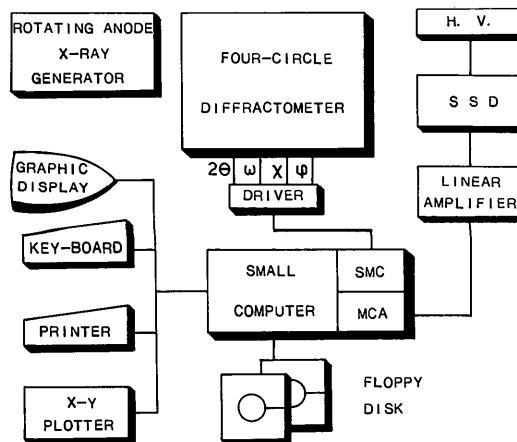 ROTATING ANODE
X-RAY
GENERATOR
FOUR-CIRCLE
DIFFRACTOMETER
H. V.
S S D
LINEAR
AMPLIFIER
2θ ω χ φ
DRIVER
GRAPHIC
DISPLAY
KEY-BOARD
PRINTER
X-Y
PLOTTER
SMALL
COMPUTER
SMC
MCA
FLOPPY
DISK